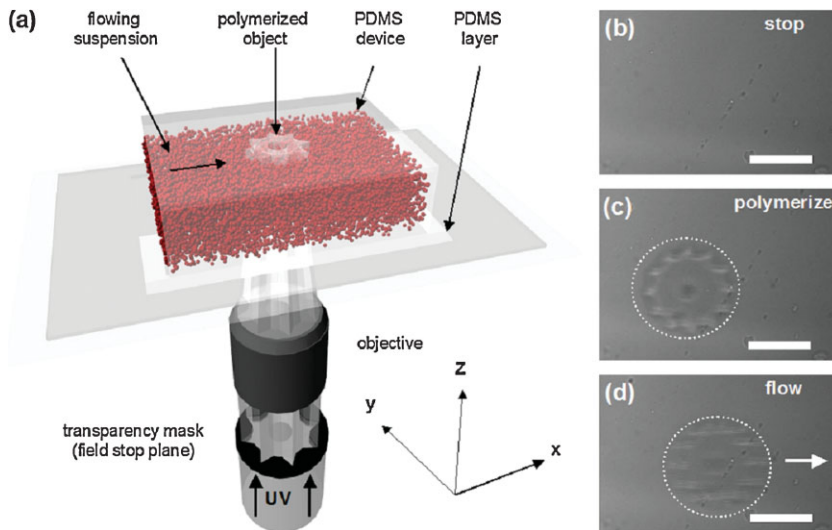 (a)
flowing
suspension
polymerized
object
PDMS
device
PDMS
layer
objective
transparency mask
(field stop plane)
UV
z
y
x
(b)
stop
(c)
polymerize
(d)
flow